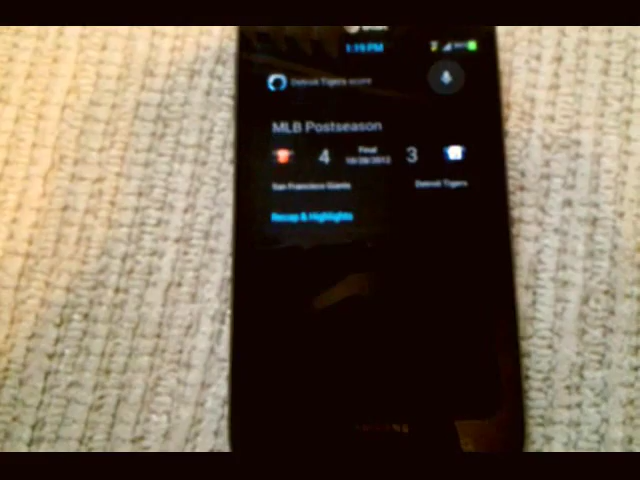 1:19 PM
Detroit Tigers score
MLB Postseason
4 Final 3
10/28/2012
San Francisco Giants Detroit Tigers
Recap & Highlights
SAMSUNG